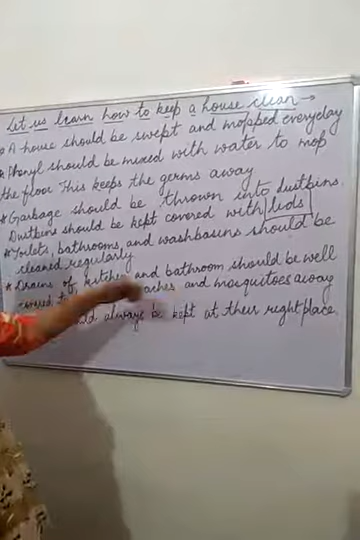 Let us learn how to keep a house clean →
* A house should be swept and mopped everyday
* Phenyl should be mixed with water to mop
the floor This keeps the germs away
* Garbage should be thrown into dustbins.
Dustbins should be kept covered with lids
* Toilets, bathrooms, and washbasins should be
cleaned regularly
* Drains of kitchen and bathroom should be well
covered and mosquitoes away
always be kept at their right place.